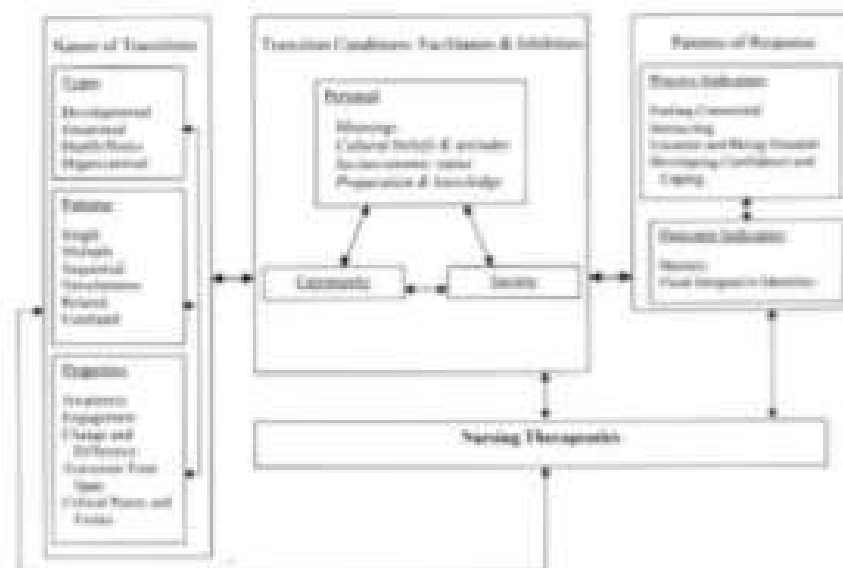 Nature of Transitions
Types
Developmental
Situational
Health/Illness
Organizational
Patterns
Single
Multiple
Sequential
Simultaneous
Related
Unrelated
Properties
Awareness
Engagement
Change and
Difference
Transition Time
Span
Critical Points and
Events
Transition Conditions: Facilitators & Inhibitors
Personal
Meanings
Cultural beliefs & attitudes
Socioeconomic status
Preparation & knowledge
Community
Society
Patterns of Response
Process Indicators
Feeling Connected
Interacting
Location and Being Situated
Developing Confidence and
Coping
Outcome Indicators
Mastery
Fluid Integrative Identities
Nursing Therapeutics